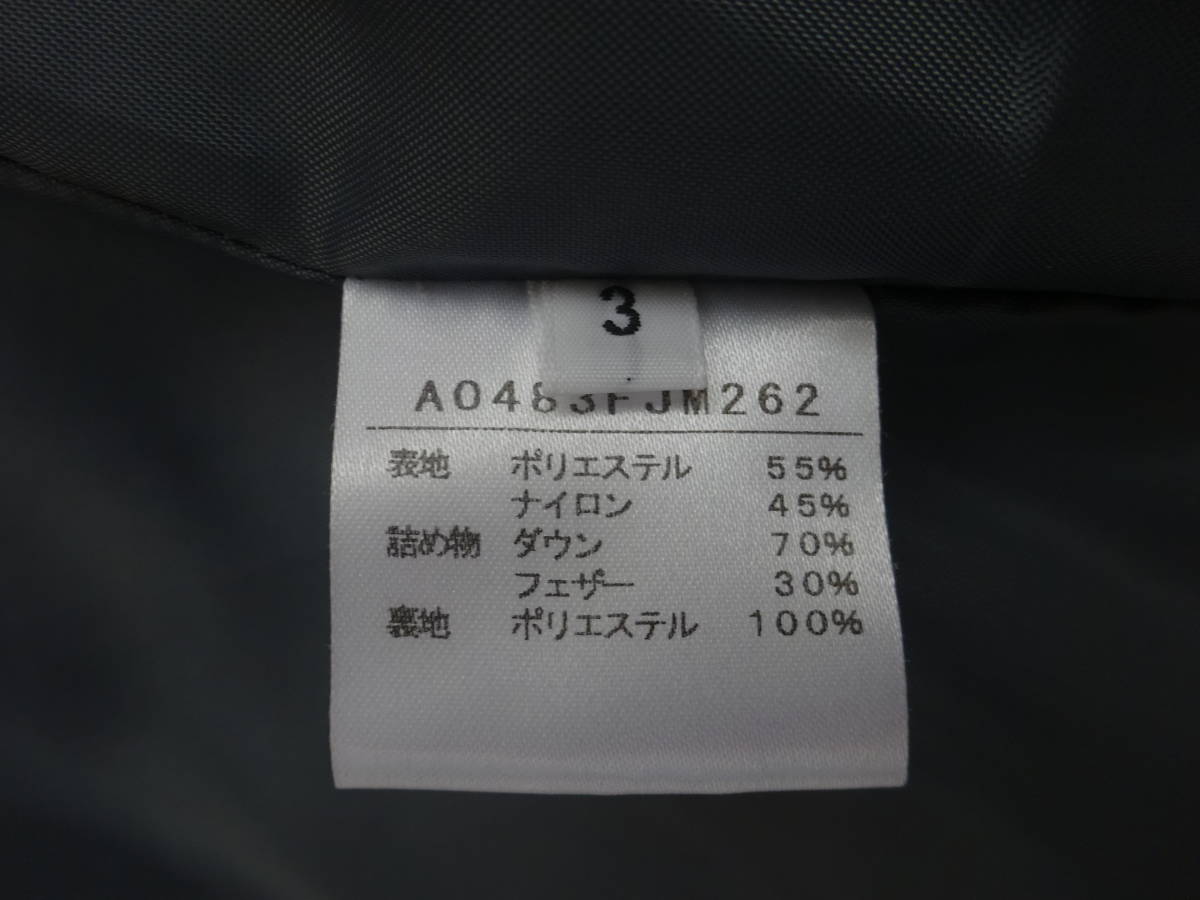 3
A0483FJM262
表地 ポリエステル 55%
ナイロン 45%
詰め物 ダウン 70%
フェザー 30%
裏地 ポリエステル 100%